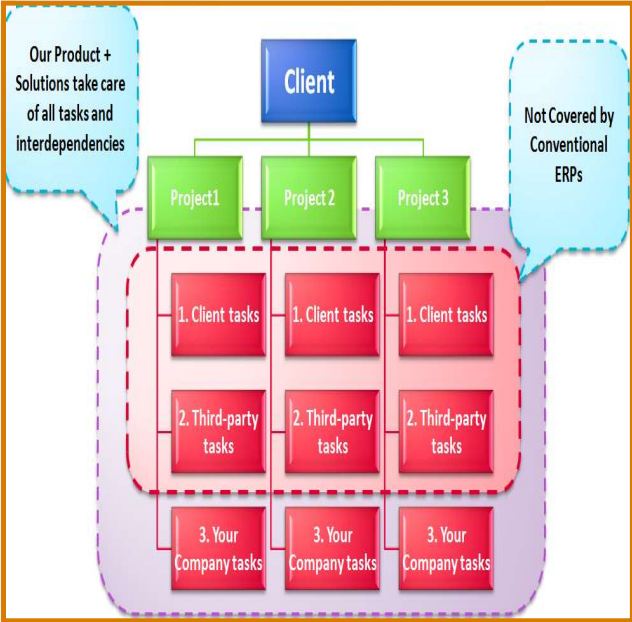 Our Product +
Solutions take care
of all tasks and
interdependencies
Client
Not Covered by
Conventional
ERPs
Project1
Project 2
Project 3
1. Client tasks
1. Client tasks
1. Client tasks
2. Third-party
tasks
2. Third-party
tasks
2. Third-party
tasks
3. Your
Company tasks
3. Your
Company tasks
3. Your
Company tasks